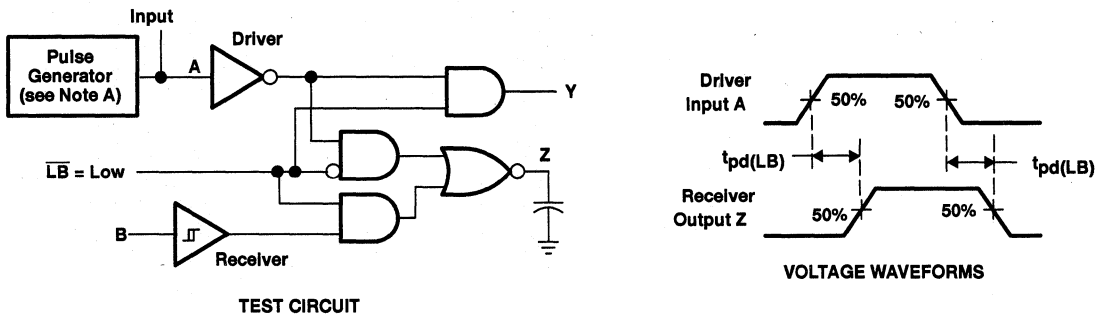 Input
Pulse
Generator
(see Note A)
A
Driver
Y
LB = Low
Z
B
Receiver
TEST CIRCUIT
Driver
Input A
50%
50%
tpd(LB)
tpd(LB)
Receiver
Output Z
50%
50%
VOLTAGE WAVEFORMS